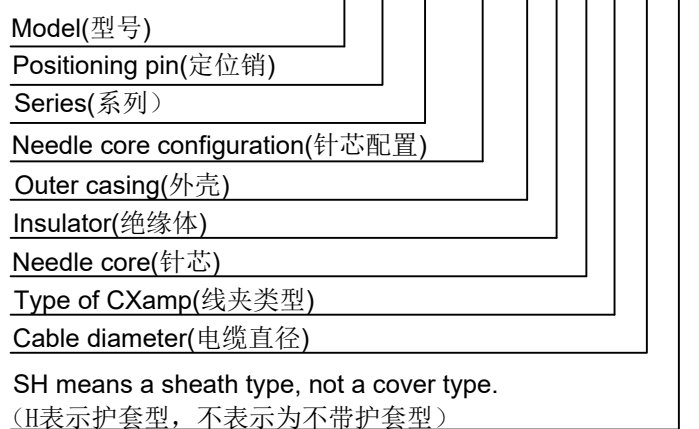 Model(型号)
Positioning pin(定位销)
Series(系列）
Needle core configuration(针芯配置)
Outer casing(外壳)
Insulator(绝缘体)
Needle core(针芯)
Type of CXamp(线夹类型)
Cable diameter(电缆直径)
SH means a sheath type, not a cover type.
（H表示护套型，不表示为不带护套型）